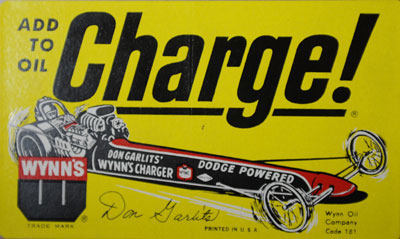 ADD
TO
OIL
Charge!
®
DON GARLITS'
WYNN'S CHARGER
DODGE POWERED
WYNN'S
®
TRADE MARK
Don Garlits
PRINTED IN U.S.A.
Wynn Oil
Company
Code 181